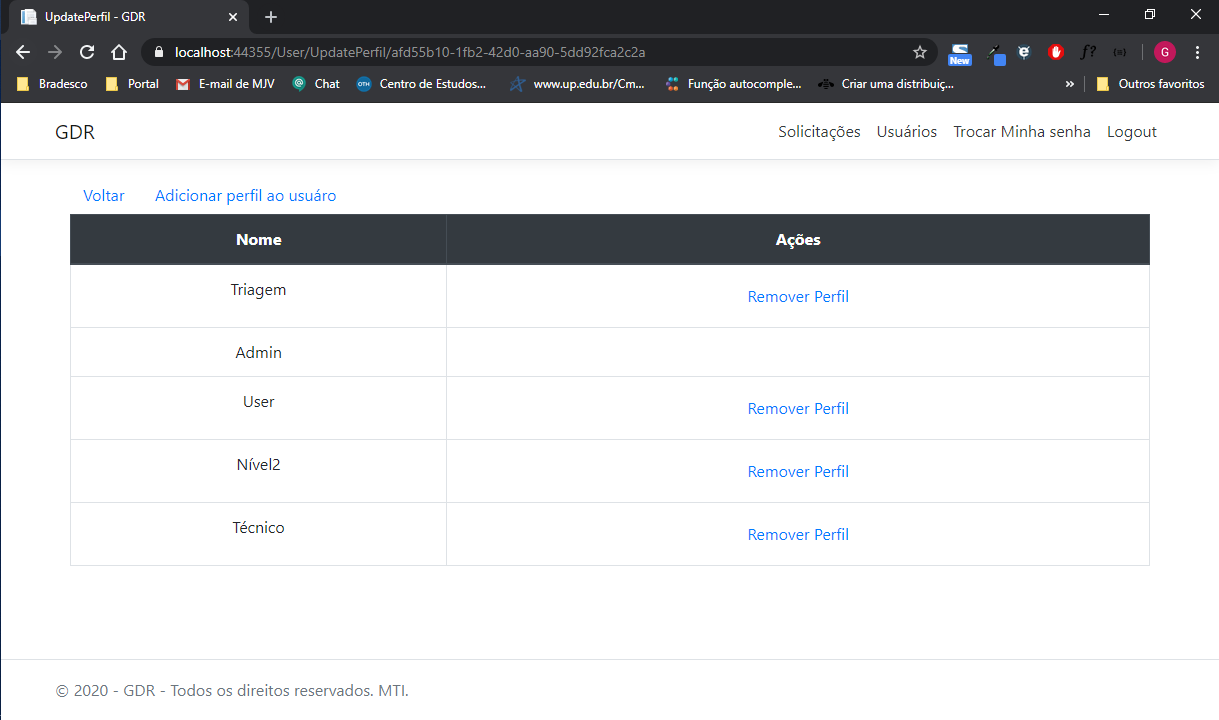 UpdatePerfil - GDR
localhost:44355/User/UpdatePerfil/afd55b10-1fb2-42d0-aa90-5dd92fca2c2a
New
f?
G
Bradesco
Portal
E-mail de MJV
Chat
OTH
Centro de Estudos...
www.up.edu.br/Cm...
Função autocomple...
Criar uma distribuiç...
»
Outros favoritos
GDR
Solicitações
Usuários
Trocar Minha senha
Logout
Voltar
Adicionar perfil ao usuáro
Nome
Ações
Triagem
Remover Perfil
Admin
User
Remover Perfil
Nível2
Remover Perfil
Técnico
Remover Perfil
© 2020 - GDR - Todos os direitos reservados. MTI.